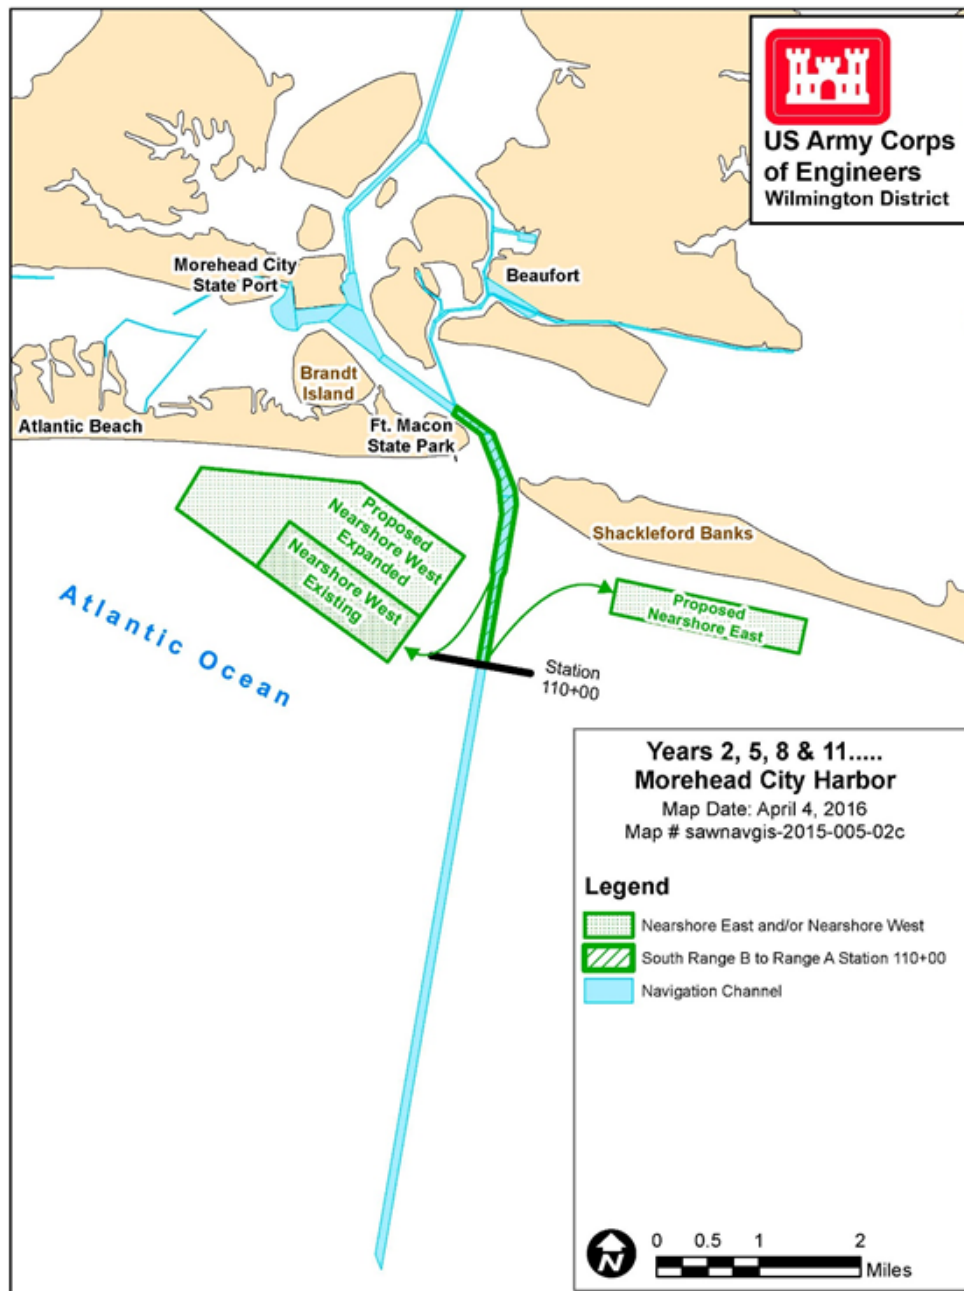 US Army Corps
of Engineers
Wilmington District
Morehead City
State Port
Beaufort
Brandt
Island
Atlantic Beach
Ft. Macon
State Park
Proposed
Nearshore West
Expanded
Nearshore West
Existing
Shackleford Banks
Proposed
Nearshore East
Atlantic Ocean
Station
110+00
Years 2, 5, 8 & 11.....
Morehead City Harbor
Map Date: April 4, 2016
Map # sawnavgis-2015-005-02c
Legend
Nearshore East and/or Nearshore West
South Range B to Range A Station 110+00
Navigation Channel
N
0 0.5 1 2
Miles